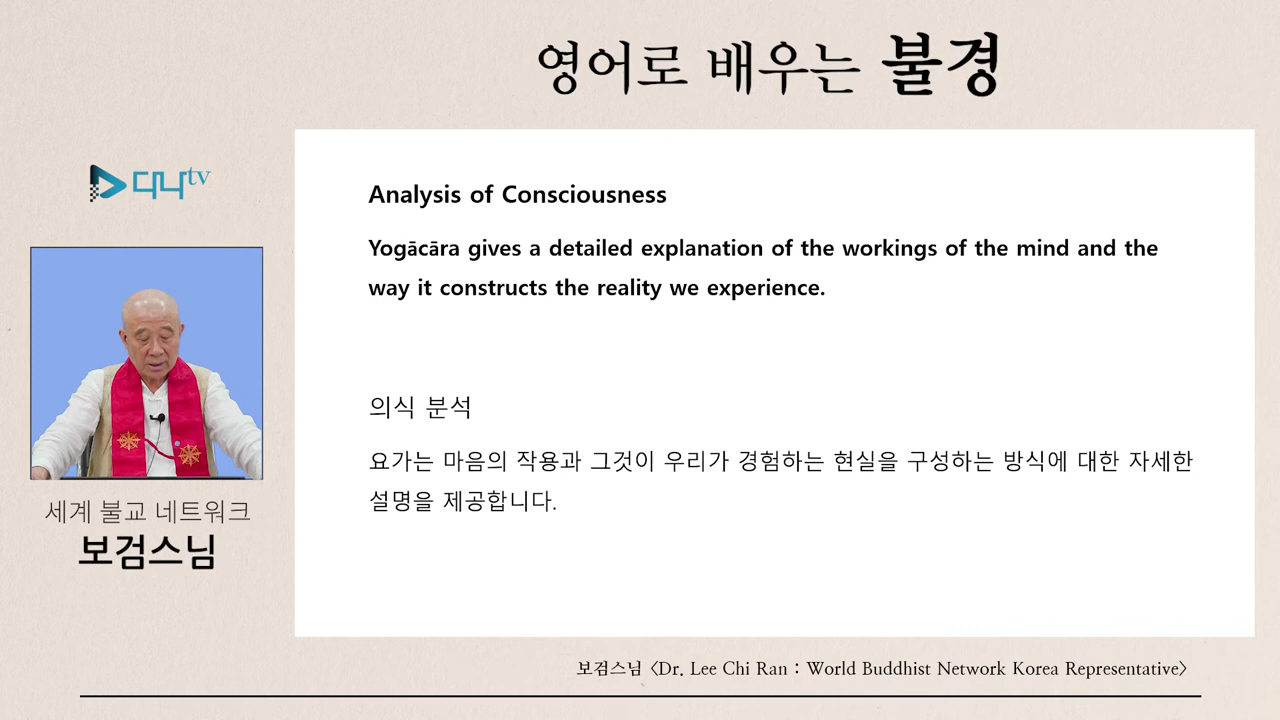 영어로 배우는 불경
디나tv
Analysis of Consciousness
Yogācāra gives a detailed explanation of the workings of the mind and the
way it constructs the reality we experience.
의식 분석
요가는 마음의 작용과 그것이 우리가 경험하는 현실을 구성하는 방식에 대한 자세한
설명을 제공합니다.
세계 불교 네트워크
보검스님
보검스님 〈Dr. Lee Chi Ran : World Buddhist Network Korea Representative〉